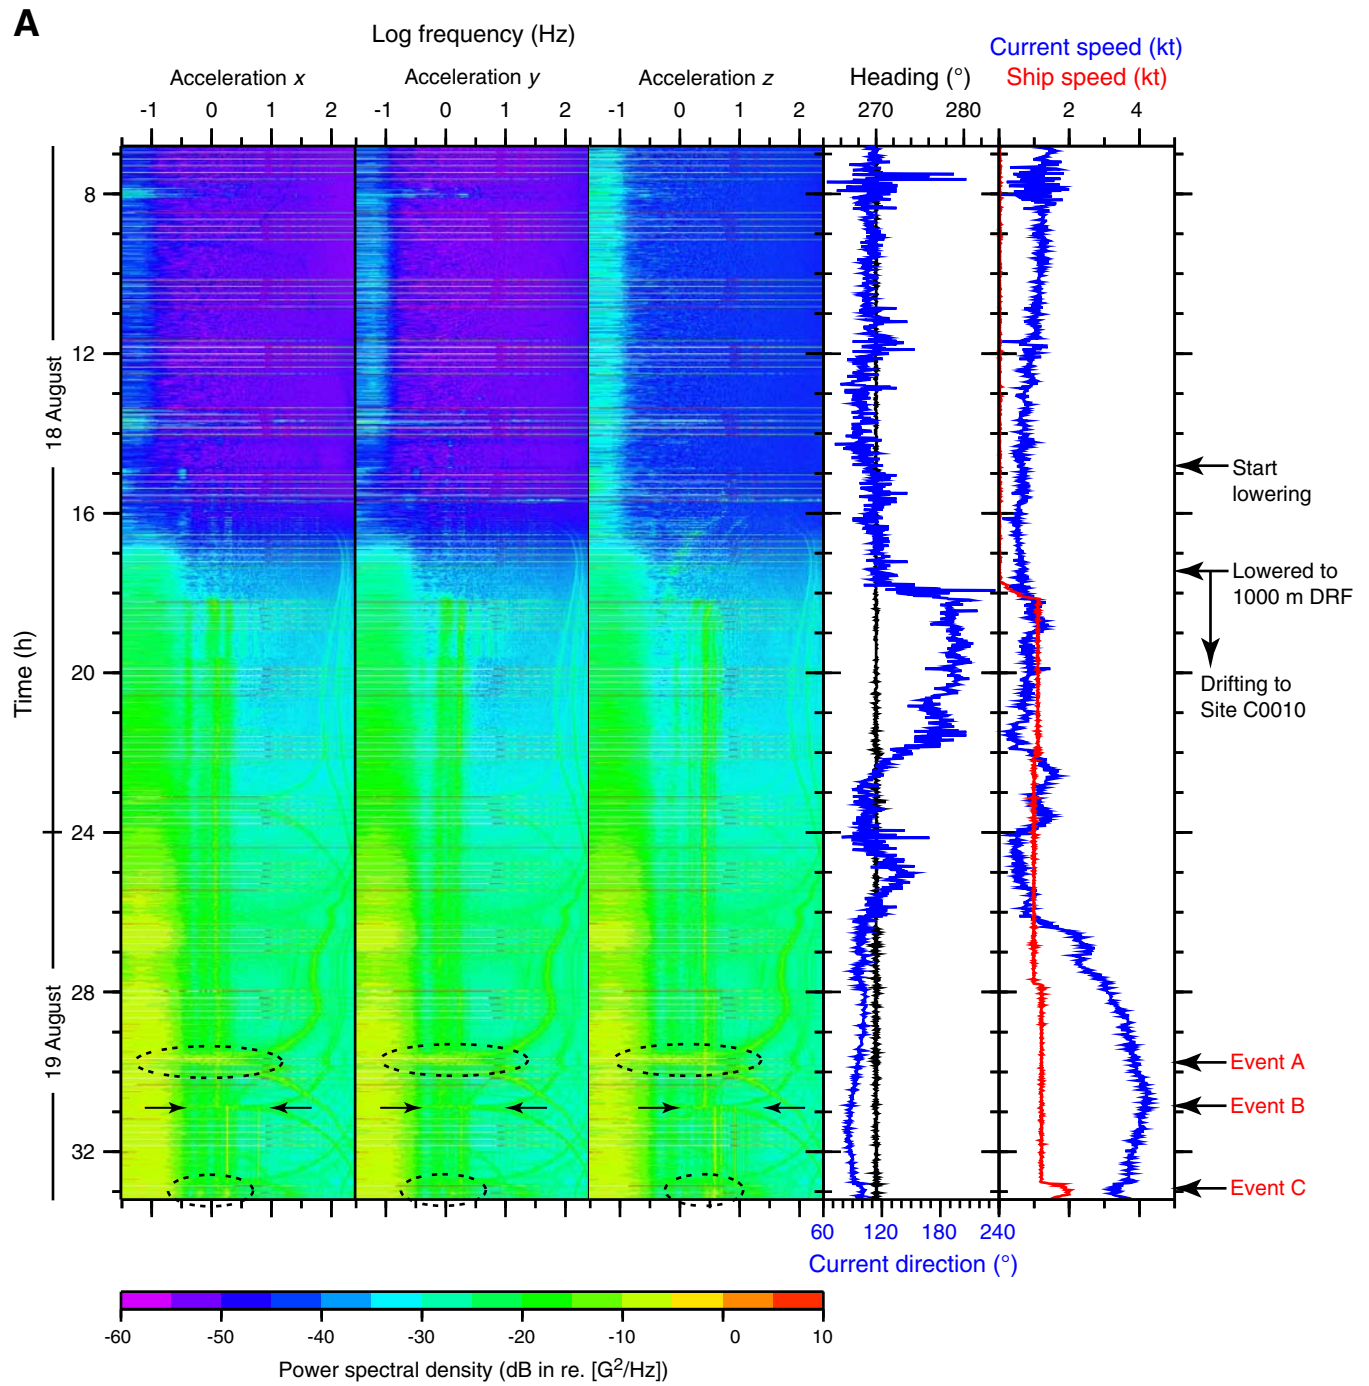 A
Log frequency (Hz)
Acceleration x
Acceleration y
Acceleration z
Heading (°)
Current speed (kt)
Ship speed (kt)
-1 0 1 2
-1 0 1 2
-1 0 1 2
270 280
2 4
Time (h)
18 August
19 August
8
12
16
20
24
28
32
Start
lowering
Lowered to
1000 m DRF
Drifting to
Site C0010
Event A
Event B
Event C
60 120 180 240
Current direction (°)
-60 -50 -40 -30 -20 -10 0 10
Power spectral density (dB in re. [G²/Hz])